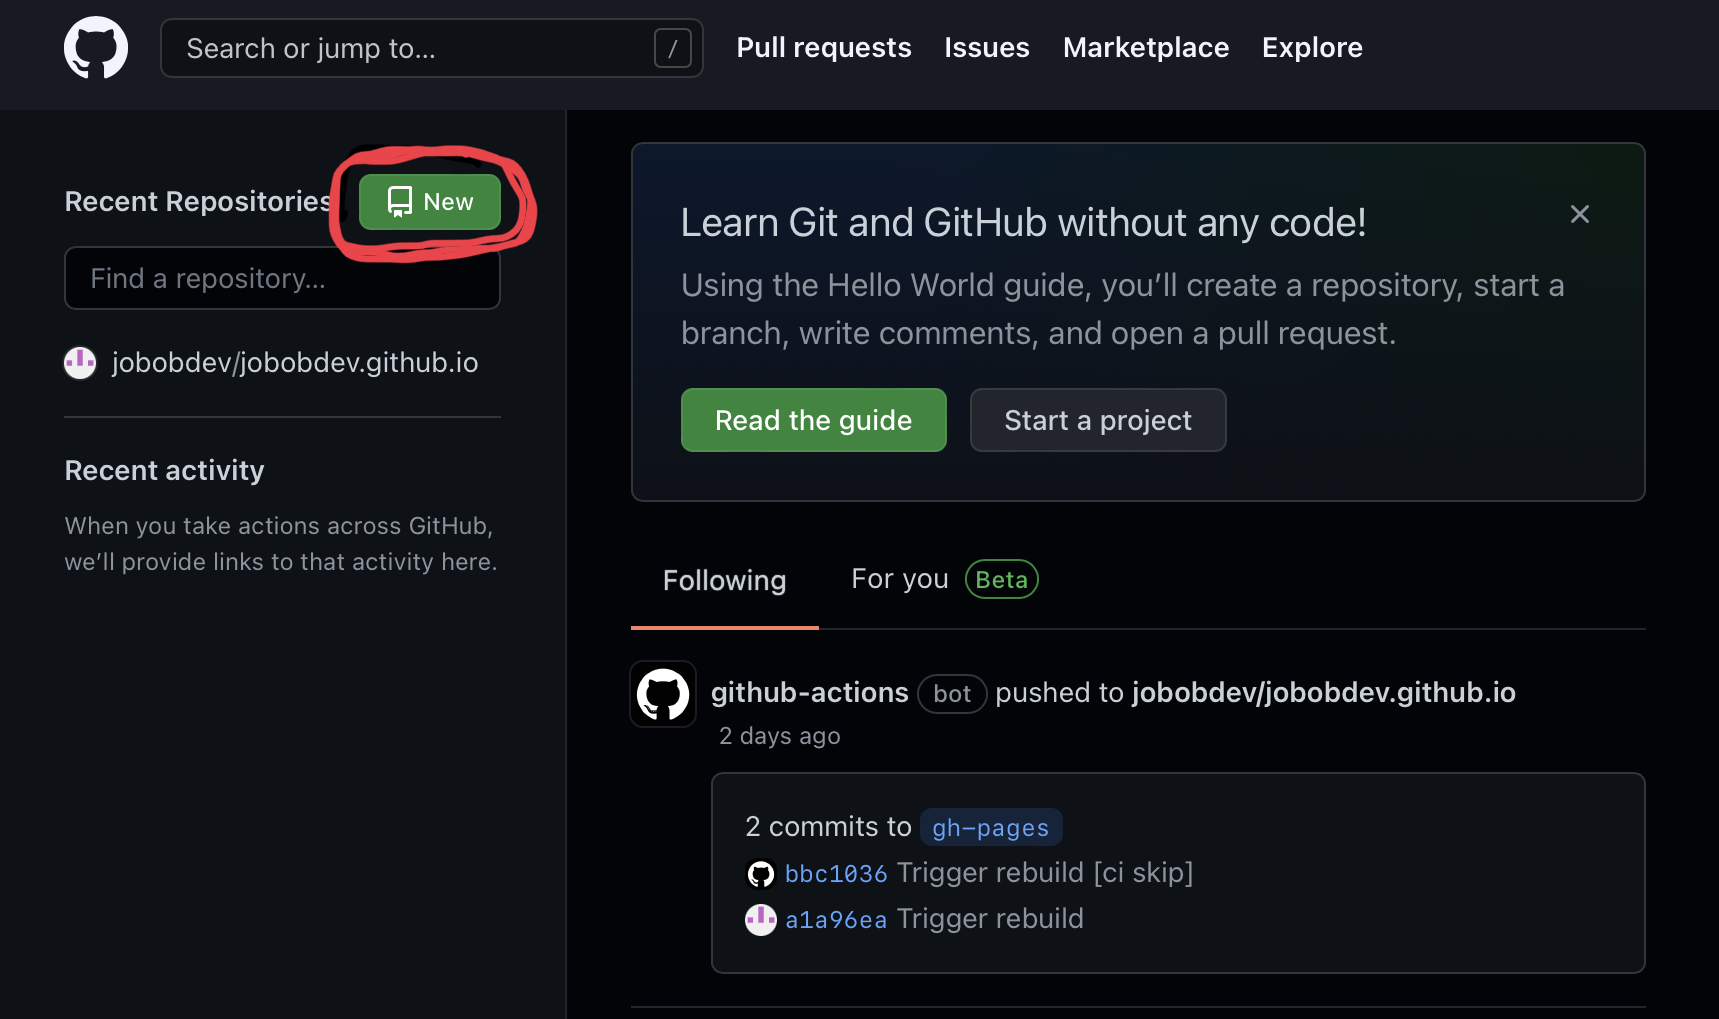 Search or jump to...
/
Pull requests
Issues
Marketplace
Explore
Recent Repositories
New
Find a repository...
jobobdev/jobobdev.github.io
Recent activity
When you take actions across GitHub,
we’ll provide links to that activity here.
Learn Git and GitHub without any code!
Using the Hello World guide, you’ll create a repository, start a
branch, write comments, and open a pull request.
Read the guide
Start a project
Following
For you
Beta
github-actions bot pushed to jobobdev/jobobdev.github.io
2 days ago
2 commits to gh-pages
bbc1036 Trigger rebuild [ci skip]
a1a96ea Trigger rebuild